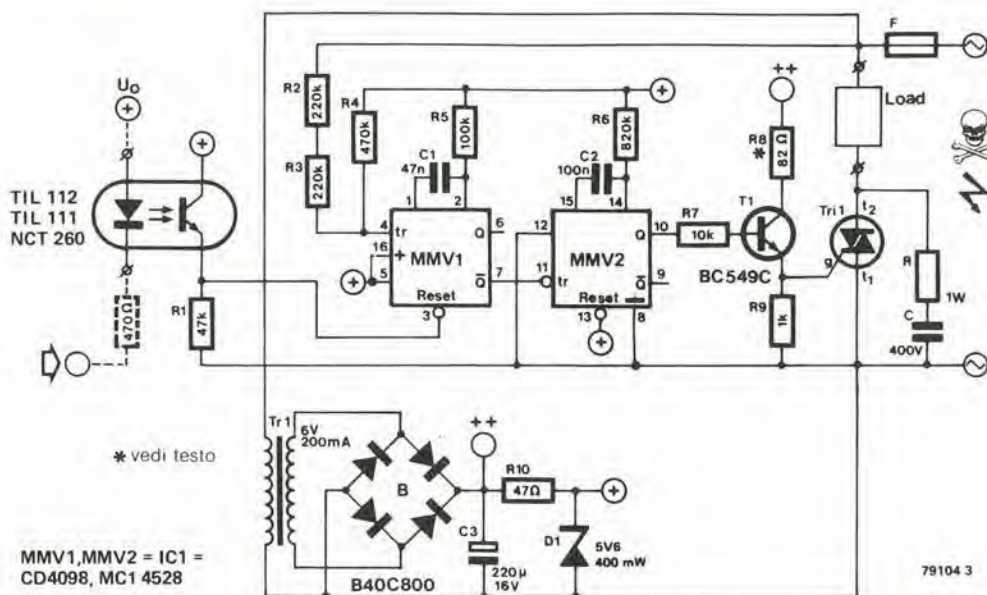 F
R2
220k
R4
470k
R5
100k
R6
820k
++
Load
U₀
+
+
+
R3
220k
C1
47n
C2
100n
R8
*
82 Ω
TIL 112
TIL 111
NCT 260
1
2
15
14
T1
Tri 1
t₂
4
tr
Q
6
12
Q
10
R7
10k
g
t₁
R
1W
16
+
MMV1
MMV2
BC549C
+
5
Q̅
7
11
tr
Q̅
9
470Ω
R1
47k
Reset
3
Reset
13
8
R9
1k
C
400V
+
Tr 1
6V
200mA
++
* vedi testo
B
R10
47Ω
+
C3
D1
5V6
400 mW
MMV1,MMV2 = IC1 =
CD4098, MC1 4528
B40C800
220µ
16V
79104 3